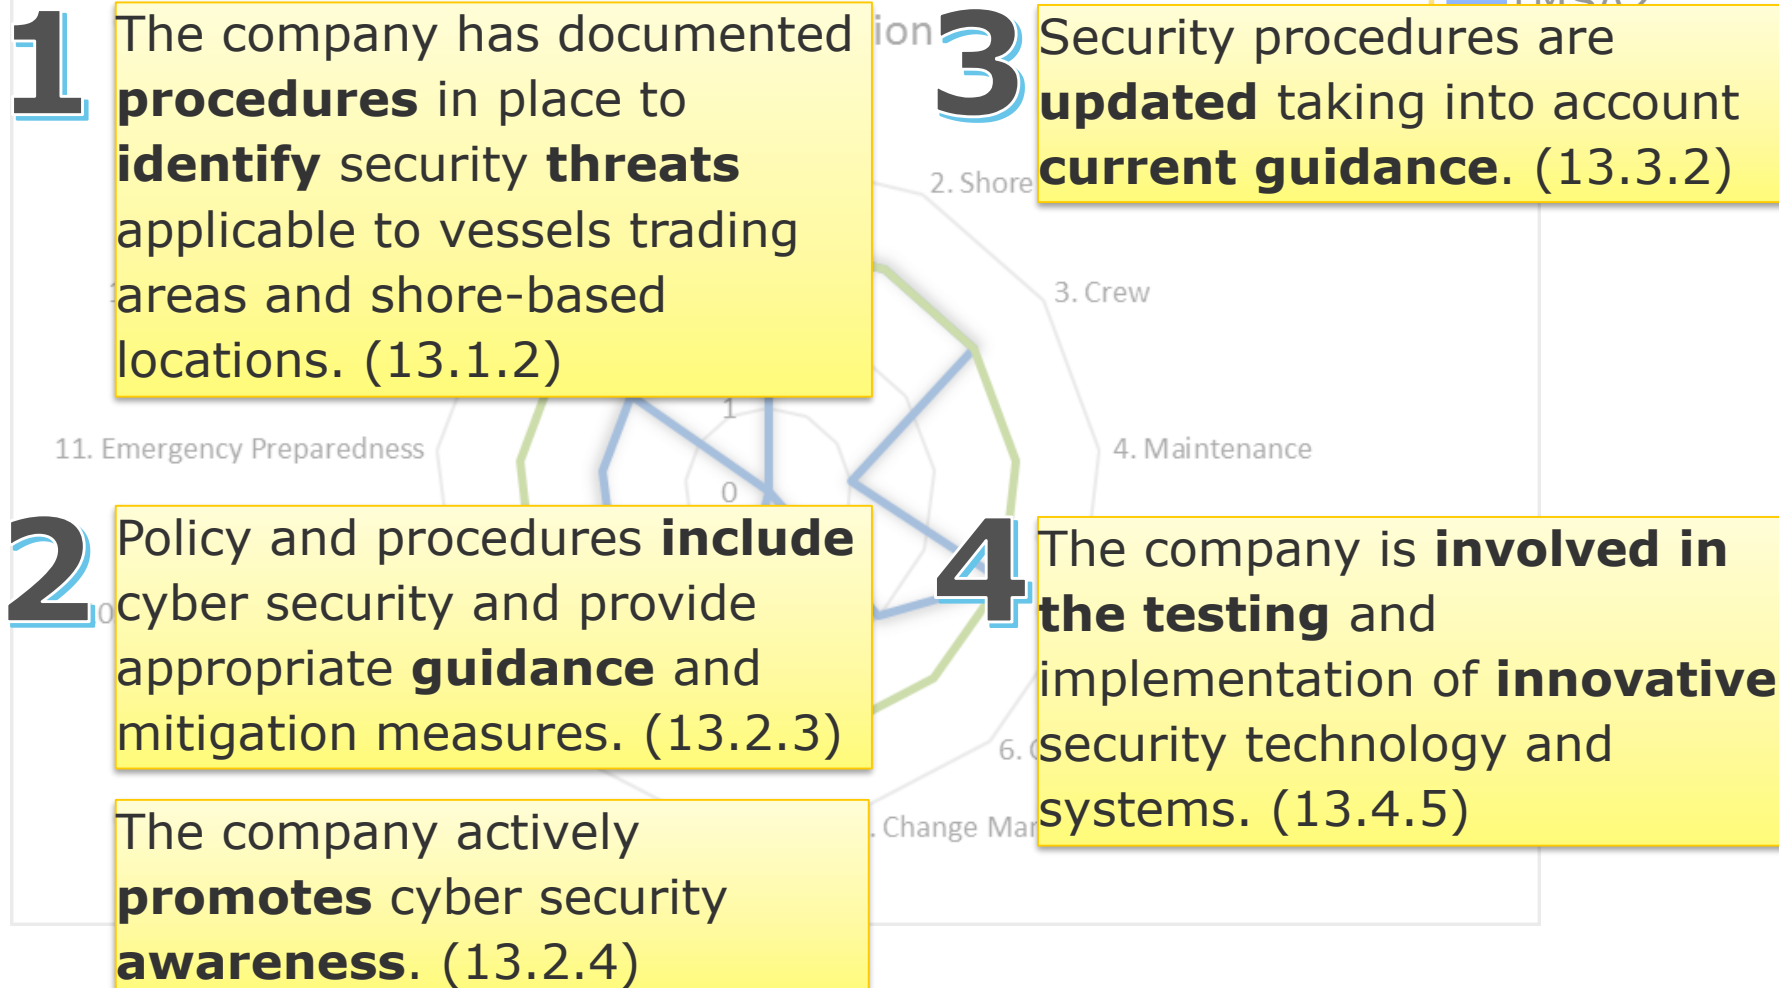 1
The company has documented
procedures in place to
identify security threats
applicable to vessels trading
areas and shore-based
locations. (13.1.2)
2
Policy and procedures include
cyber security and provide
appropriate guidance and
mitigation measures. (13.2.3)
The company actively
promotes cyber security
awareness. (13.2.4)
3
Security procedures are
updated taking into account
current guidance. (13.3.2)
4
The company is involved in
the testing and
implementation of innovative
security technology and
systems. (13.4.5)
2. Shore
3. Crew
4. Maintenance
6.
Change
11. Emergency Preparedness
1
0